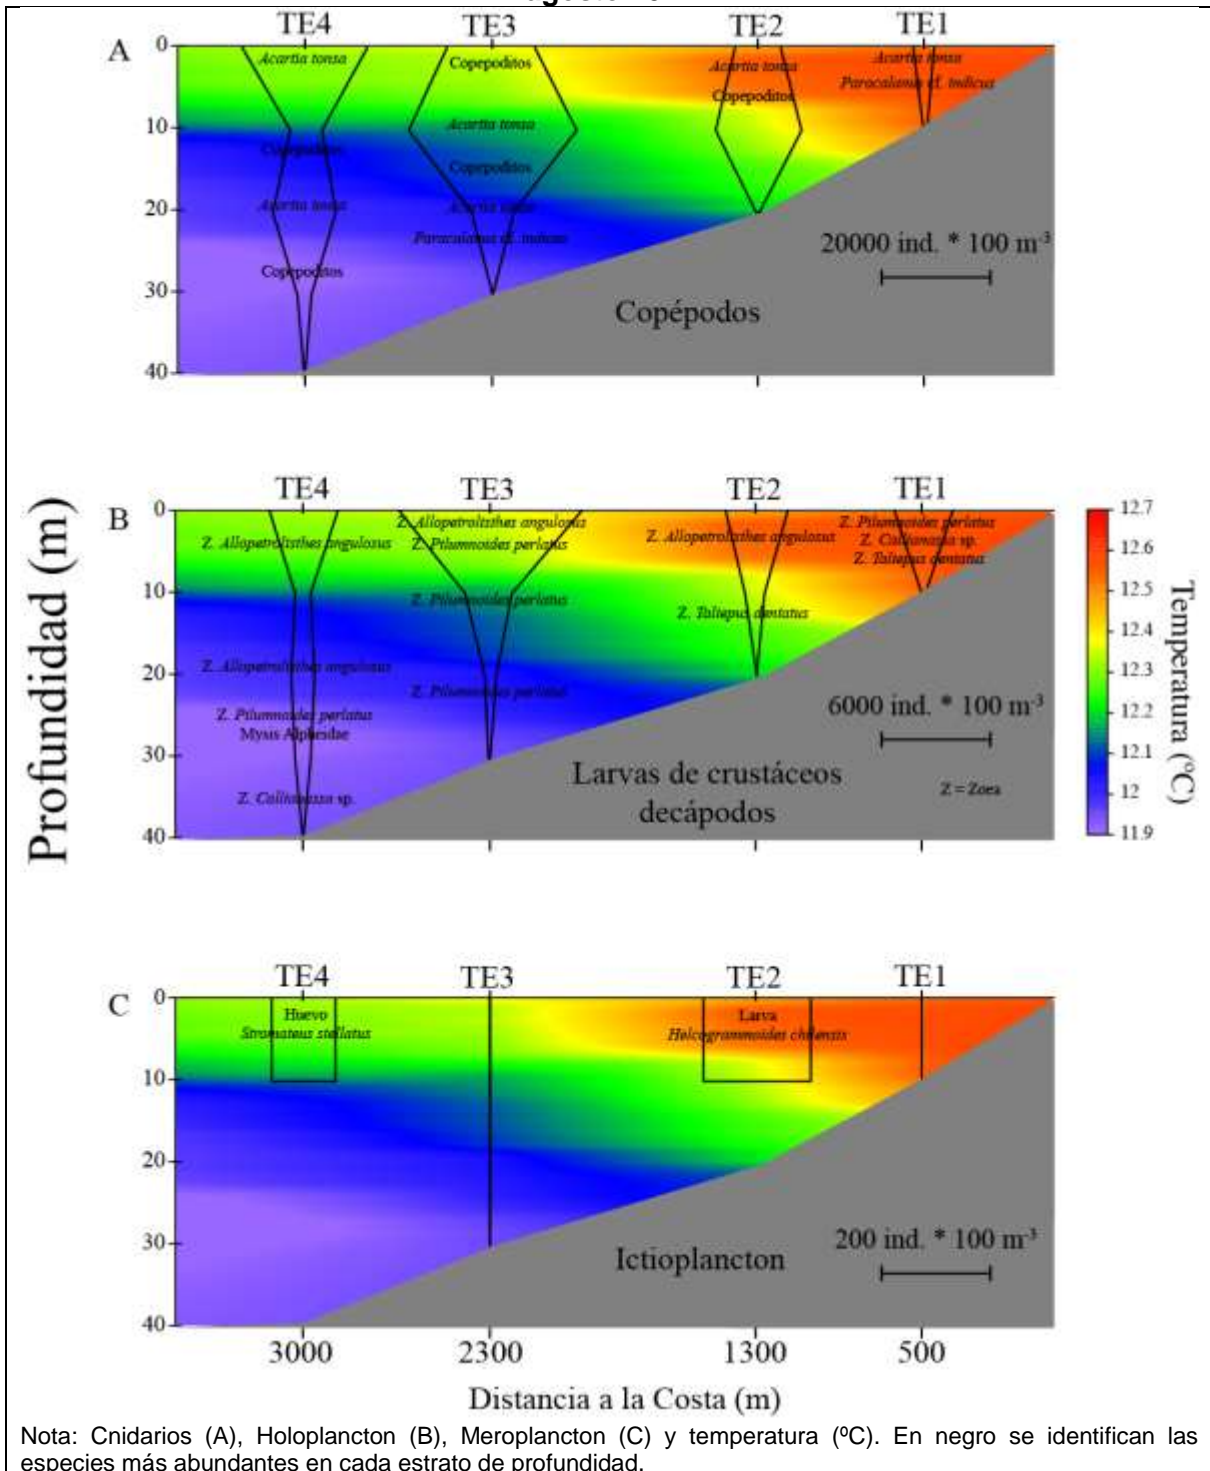 TE4 TE3 TE2 TE1
A
0
10
20
30
40
Acartia tonsa
Copepoditos
Acartia tonsa
Copepoditos
Copepoditos
Acartia tonsa
Copepoditos
Acartia tonsa
Paracalanus cf. indicus
Acartia tonsa
Copepoditos
Acartia tonsa
Paracalanus cf. indicus
20000 ind. * 100 m⁻³
Copépodos
Profundidad (m)
TE4 TE3 TE2 TE1
B
0
10
20
30
40
Z. Allopetrolisthes angulosus
Z. Allopetrolisthes angulosus
Z. Pilumnoides perlatus
Mysis Alpheidae
Z. Callianassa sp.
Z. Allopetrolisthes angulosus
Z. Pilumnoides perlatus
Z. Pilumnoides perlatus
Z. Pilumnoides perlatus
Z. Allopetrolisthes angulosus
Z. Taliepus dentatus
Z. Pilumnoides perlatus
Z. Callianassa sp.
Z. Taliepus dentatus
6000 ind. * 100 m⁻³
Larvas de crustáceos
decápodos
Z = Zoea
12.7
12.6
12.5
12.4
12.3
12.2
12.1
12
11.9
Temperatura (ºC)
TE4 TE3 TE2 TE1
C
0
10
20
30
40
Huevo
Stromateus stellatus
Larva
Helcogrammoides chilensis
200 ind. * 100 m⁻³
Ictioplancton
3000 2300 1300 500
Distancia a la Costa (m)
Nota: Cnidarios (A), Holoplancton (B), Meroplancton (C) y temperatura (ºC). En negro se identifican las
especies más abundantes en cada estrato de profundidad.